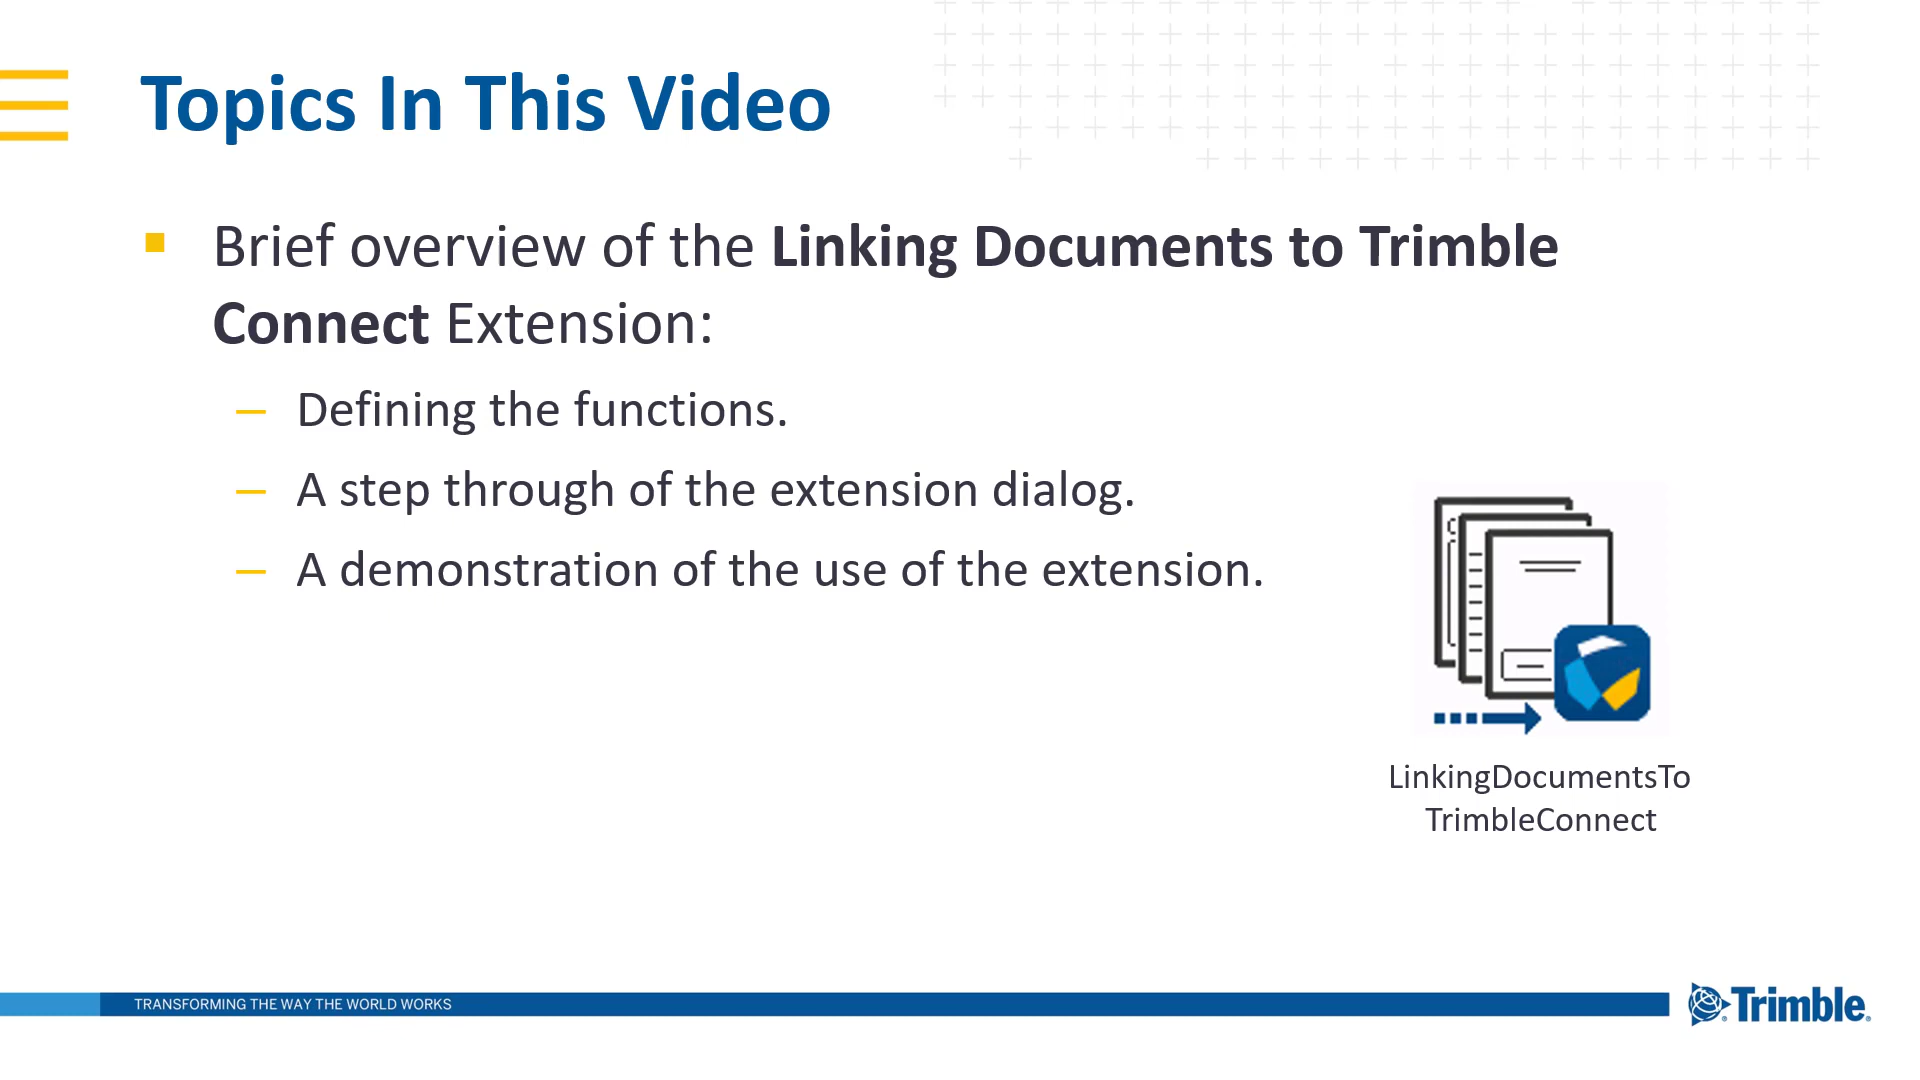 Topics In This Video
Brief overview of the Linking Documents to Trimble
Connect Extension:
– Defining the functions.
– A step through of the extension dialog.
– A demonstration of the use of the extension.
LinkingDocumentsTo
TrimbleConnect
TRANSFORMING THE WAY THE WORLD WORKS
Trimble